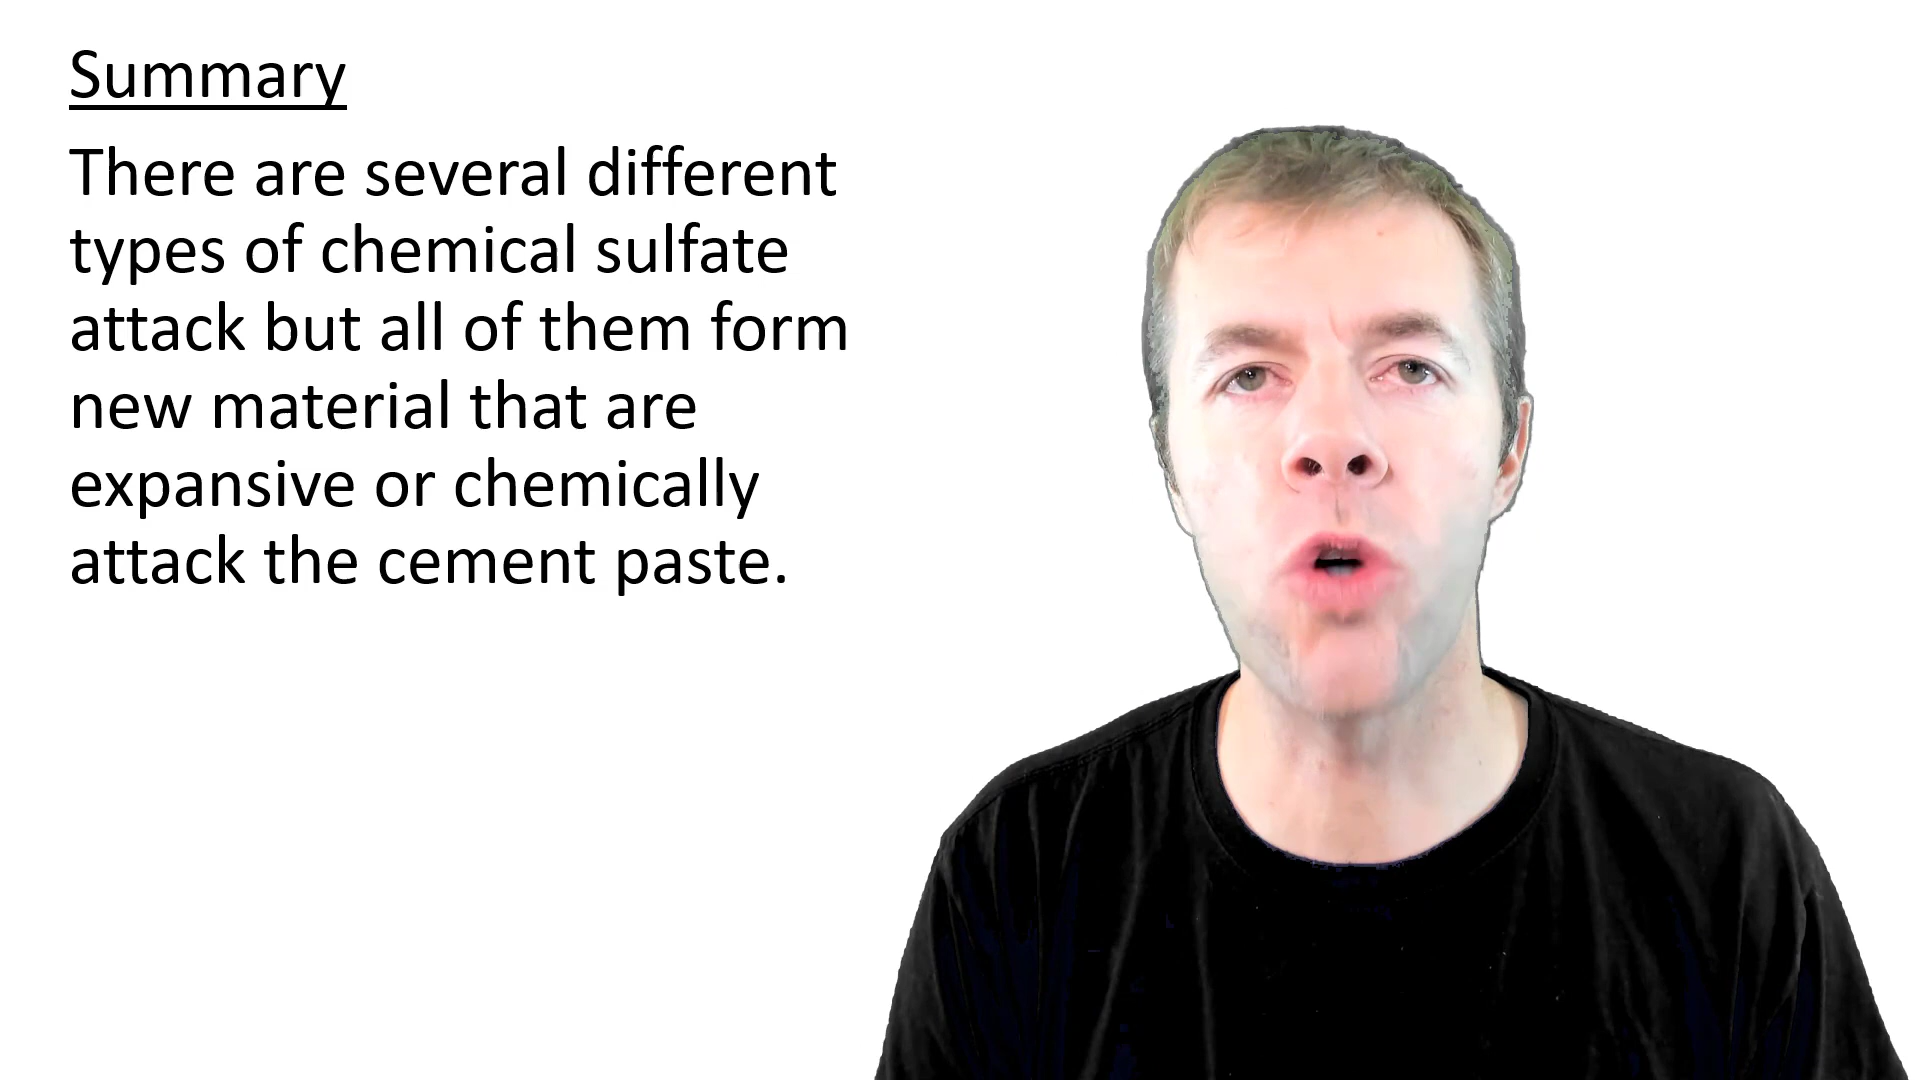 Summary
There are several different
types of chemical sulfate
attack but all of them form
new material that are
expansive or chemically
attack the cement paste.